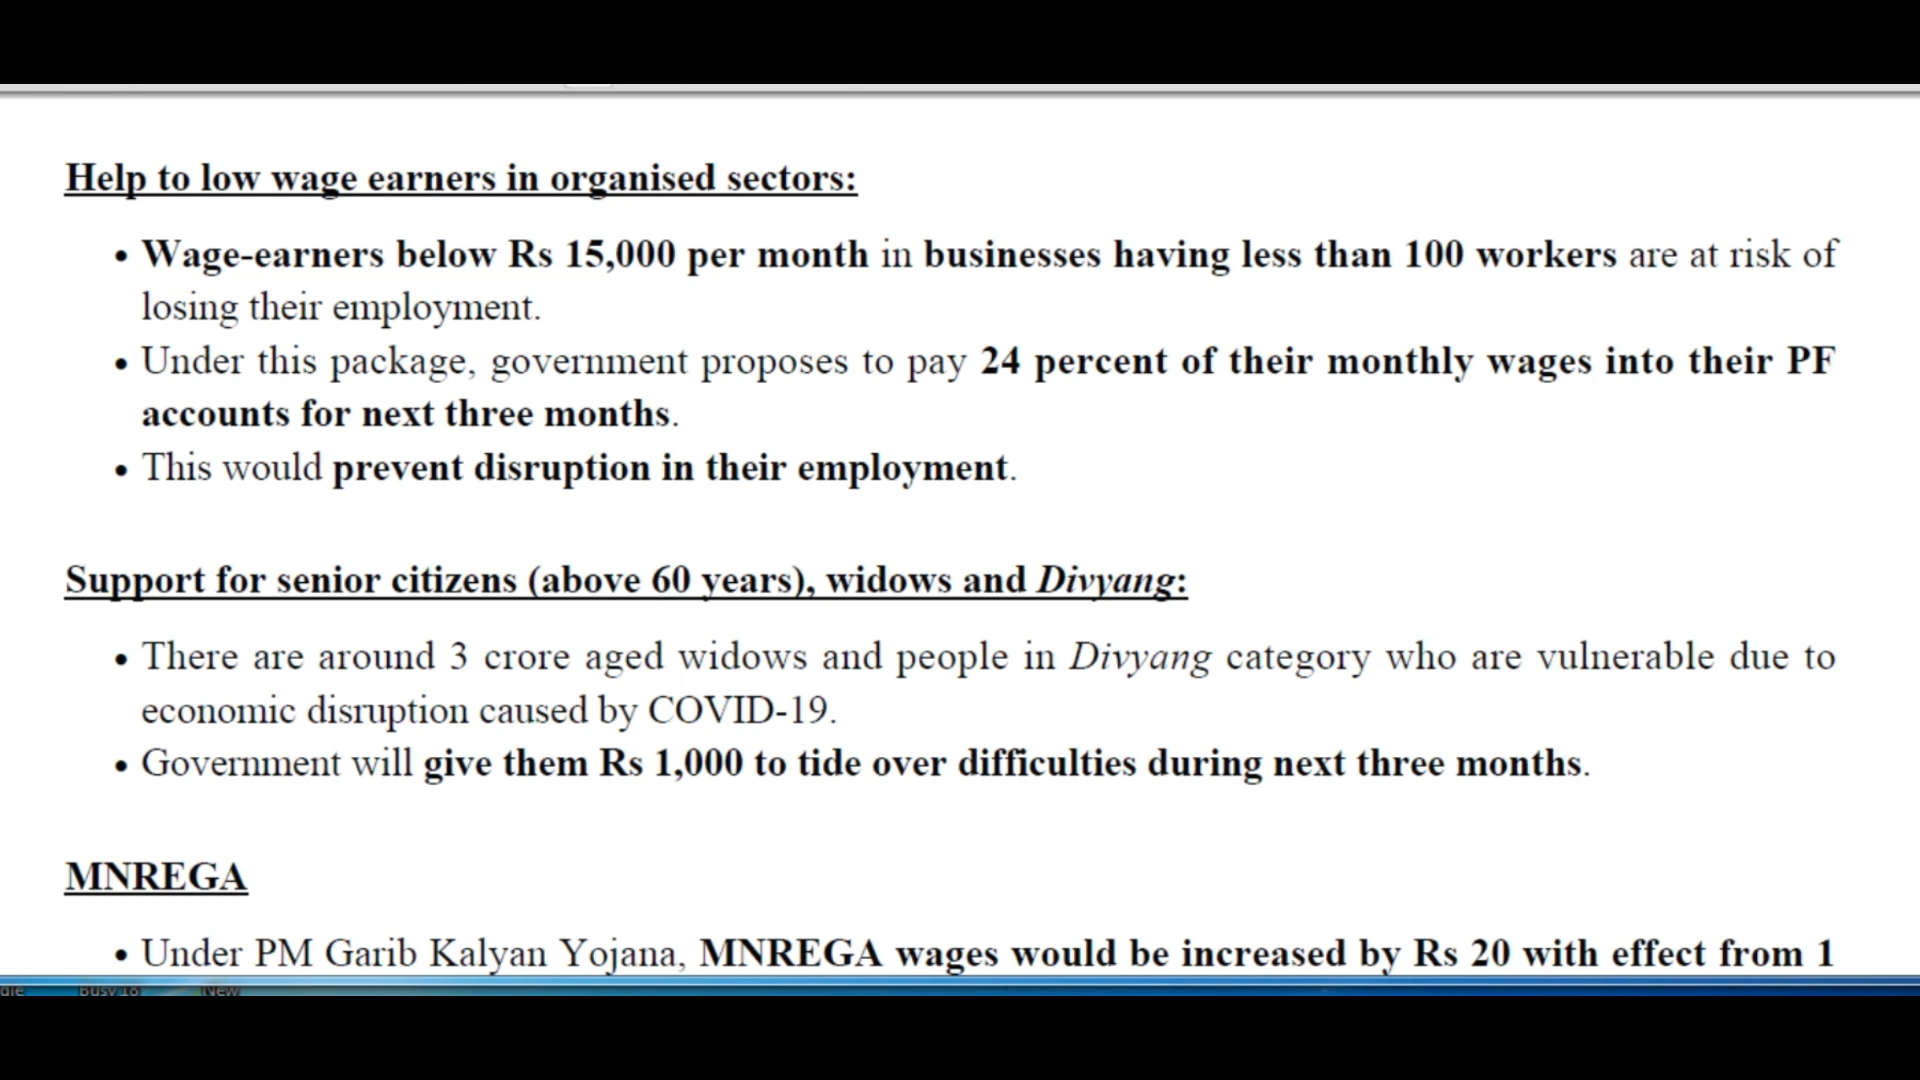 Help to low wage earners in organised sectors:
• Wage-earners below Rs 15,000 per month in businesses having less than 100 workers are at risk of
losing their employment.
• Under this package, government proposes to pay 24 percent of their monthly wages into their PF
accounts for next three months.
• This would prevent disruption in their employment.
Support for senior citizens (above 60 years), widows and Divyang:
• There are around 3 crore aged widows and people in Divyang category who are vulnerable due to
economic disruption caused by COVID-19.
• Government will give them Rs 1,000 to tide over difficulties during next three months.
MNREGA
• Under PM Garib Kalyan Yojana, MNREGA wages would be increased by Rs 20 with effect from 1
Busy 18 New